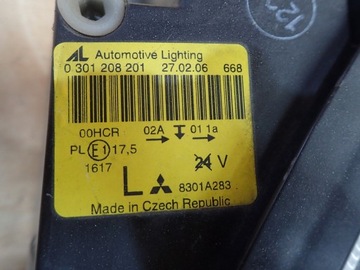 AL Automotive Lighting
0 301 208 201 27.02.06 668
00HCR 02A 01 1a
PL E1 17,5
1617 24 V
L 8301A283
Made in Czech Republic